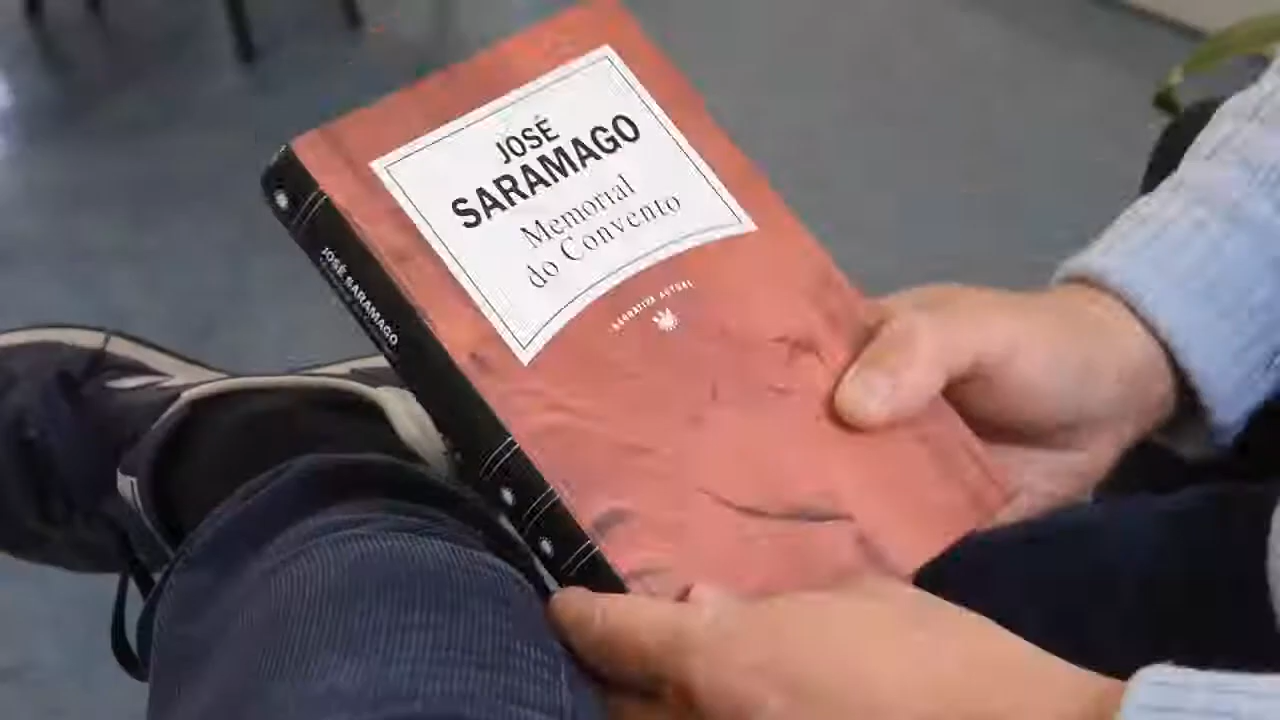 JOSÉ
SARAMAGO
Memorial
do Convento
NARRATIVA ACTUAL
JOSÉ SARAMAGO